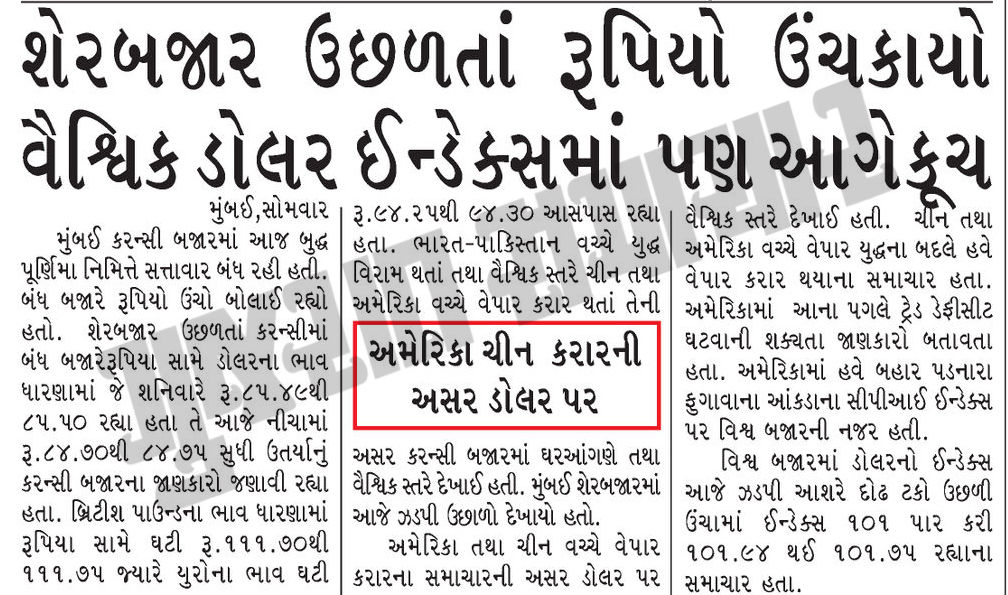 શેરબજાર ઉછળતાં રૂપિયો ઉંચકાયો
વૈશ્વિક ડોલર ઈન્ડેક્સમાં પણ આગેકૂચ
મુંબઈ,સોમવાર
મુંબઈ કરન્સી બજારમાં આજ બુદ્ધ
પૂર્ણિમા નિમિત્તે સત્તાવાર બંધ રહી હતી.
બંધ બજારે રૂપિયો ઉંચો બોલાઈ રહ્યો
હતો. શેરબજાર ઉછળતાં કરન્સીમાં
બંધ બજારેરૂપિયા સામે ડોલરના ભાવ
ધારણામાં જે શનિવારે રૂ.૮૫.૪૯થી
૮૫.૫૦ રહ્યા હતા તે આજે નીચામાં
રૂ.૮૪.૭૦થી ૮૪.૭૫ સુધી ઉતર્યાનું
કરન્સી બજારના જાણકારો જણાવી રહ્યા
હતા. બ્રિટીશ પાઉન્ડના ભાવ ધારણામાં
રૂપિયા સામે ઘટી રૂ.૧૧૧.૭૦થી
૧૧૧.૭૫ જ્યારે યુરોના ભાવ ઘટી
રૂ.૯૪.૨૫થી ૯૪.૩૦ આસપાસ રહ્યા
હતા. ભારત-પાકિસ્તાન વચ્ચે યુદ્ધ
વિરામ થતાં તથા વૈશ્વિક સ્તરે ચીન તથા
અમેરિકા વચ્ચે વેપાર કરાર થતાં તેની
અમેરિકા ચીન કરારની
અસર ડોલર પર
અસર કરન્સી બજારમાં ઘરઆંગણે તથા
વૈશ્વિક સ્તરે દેખાઈ હતી. મુંબઈ શેરબજારમાં
આજે ઝડપી ઉછાળો દેખાયો હતો.
અમેરિકા તથા ચીન વચ્ચે વેપાર
કરારના સમાચારની અસર ડોલર પર
વૈશ્વિક સ્તરે દેખાઈ હતી. ચીન તથા
અમેરિકા વચ્ચે વેપાર યુદ્ધના બદલે હવે
વેપાર કરાર થયાના સમાચાર હતા.
અમેરિકામાં આના પગલે ટ્રેડ ડેફીસીટ
ઘટવાની શક્યતા જાણકારો બતાવતા
હતા. અમેરિકામાં હવે બહાર પડનારા
ફુગાવાના આંકડાના સીપીઆઈ ઈન્ડેક્સ
પર વિશ્વ બજારની નજર હતી.
વિશ્વ બજારમાં ડોલરનો ઈન્ડેક્સ
આજે ઝડપી આશરે દોઢ ટકો ઉછળી
ઉંચામાં ઈન્ડેક્સ ૧૦૧ પાર કરી
૧૦૧.૯૪ થઈ ૧૦૧.૭૫ રહ્યાના
સમાચાર હતા.
ગુજરાત સમાચાર